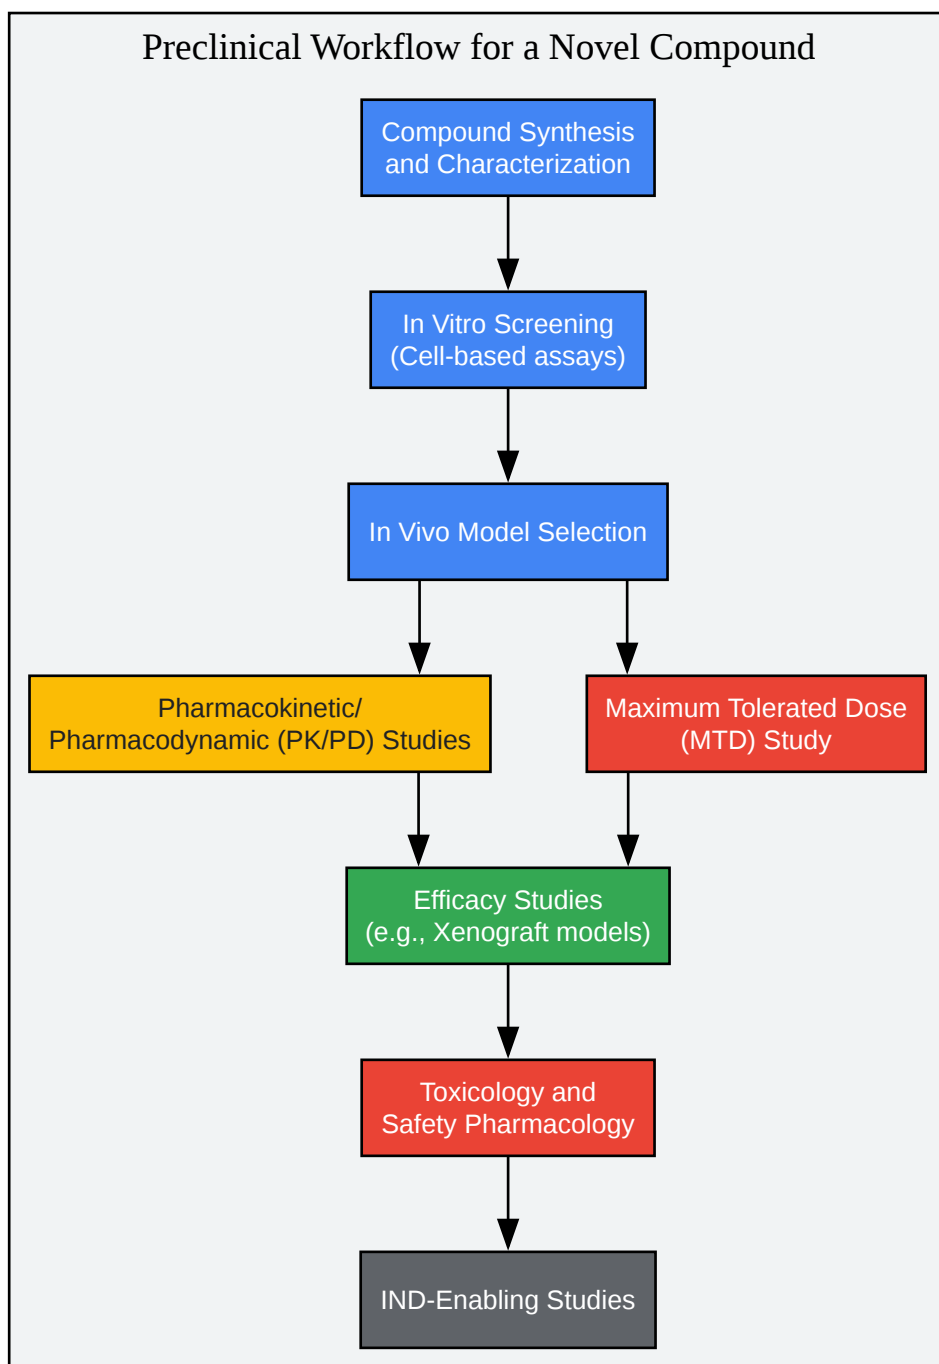 Preclinical Workflow for a Novel Compound
Compound Synthesis
and Characterization
In Vitro Screening
(Cell-based assays)
In Vivo Model Selection
Pharmacokinetic/
Pharmacodynamic (PK/PD) Studies
Maximum Tolerated Dose
(MTD) Study
Efficacy Studies
(e.g., Xenograft models)
Toxicology and
Safety Pharmacology
IND-Enabling Studies